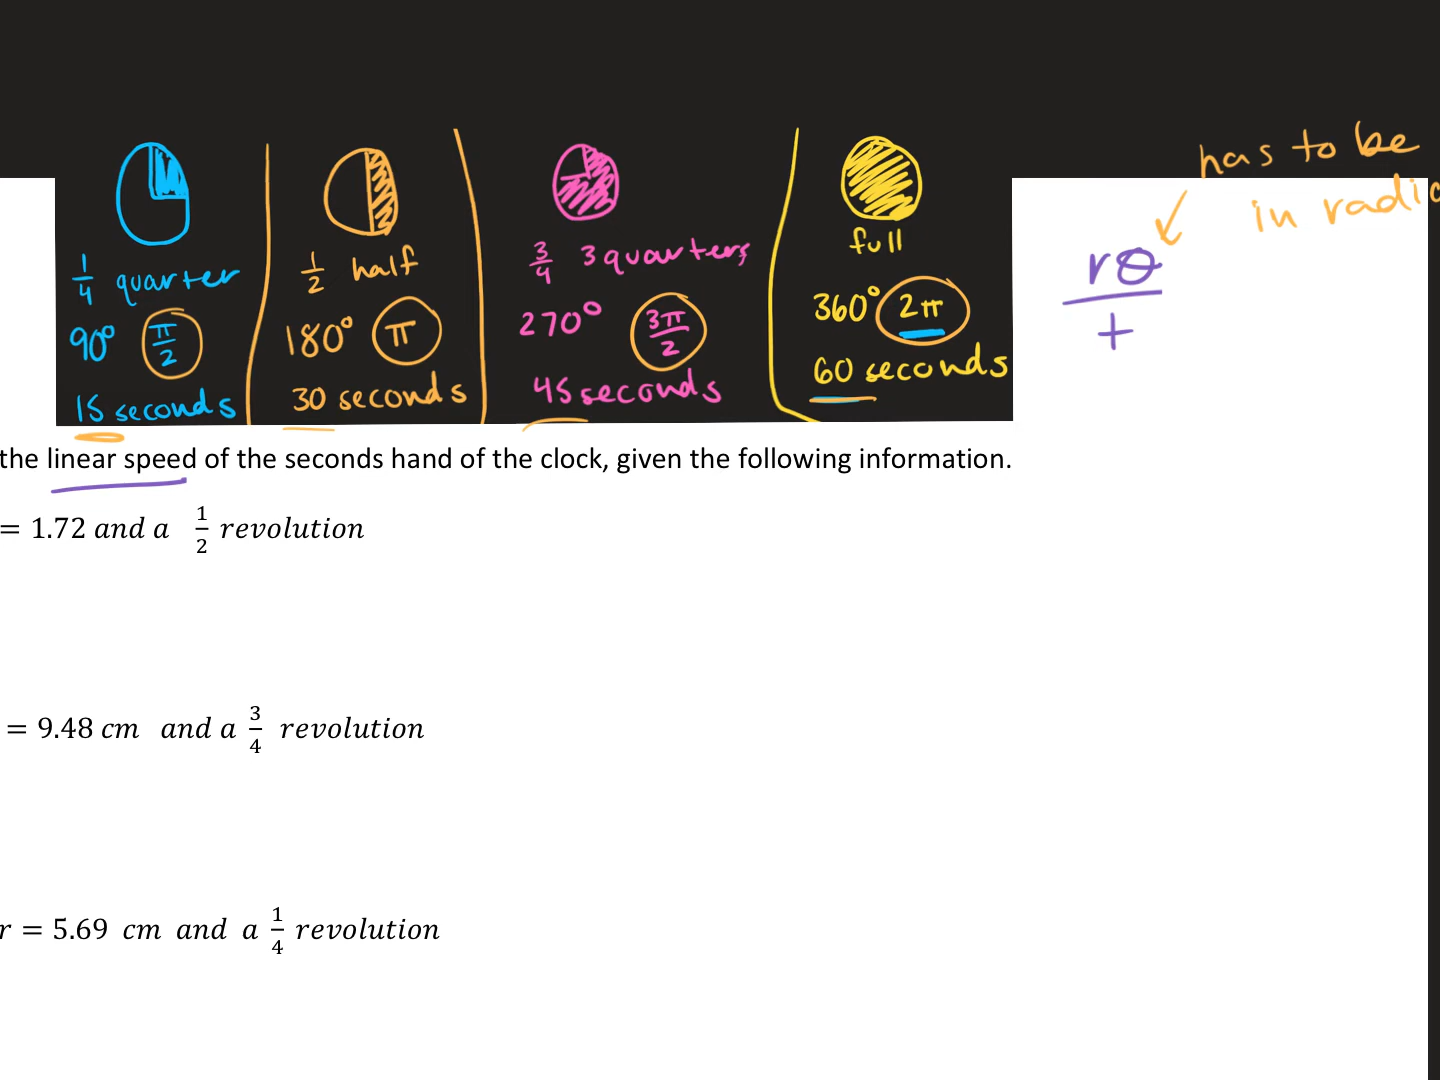 has to be
in radia
1/4 quarter
90° π/2
15 seconds
1/2 half
180° π
30 seconds
3/4 3 quarters
270° 3π/2
45 seconds
full
360° 2π
60 seconds
rθ
t
the linear speed of the seconds hand of the clock, given the following information.
= 1.72 and a 1/2 revolution
= 9.48 cm and a 3/4 revolution
r = 5.69 cm and a 1/4 revolution